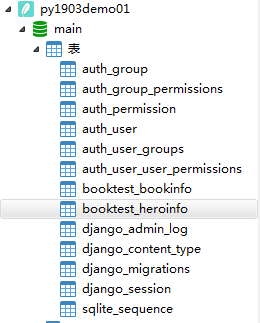 py1903demo01
main
表
auth_group
auth_group_permissions
auth_permission
auth_user
auth_user_groups
auth_user_user_permissions
booktest_bookinfo
booktest_heroinfo
django_admin_log
django_content_type
django_migrations
django_session
sqlite_sequence